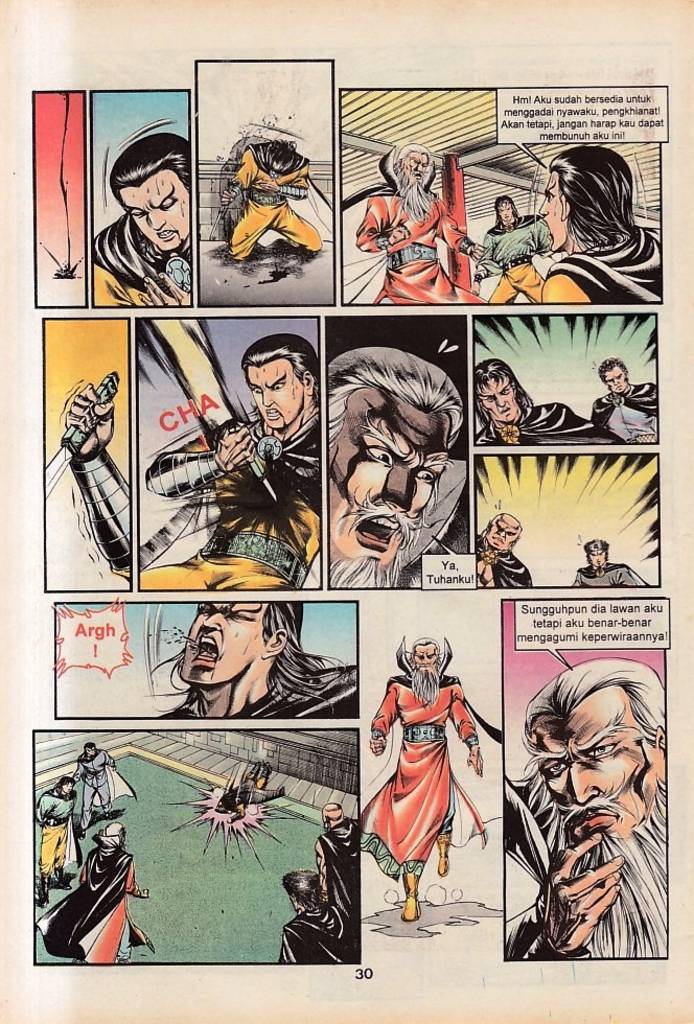 Hm! Aku sudah bersedia untuk
menggadai nyawaku, pengkhianat!
Akan tetapi, jangan harap kau dapat
membunuh aku ini!
CHA
Ya,
Tuhanku!
Argh
!
Sungguhpun dia lawan aku
tetapi aku benar-benar
mengagumi keperwiraannya!
30